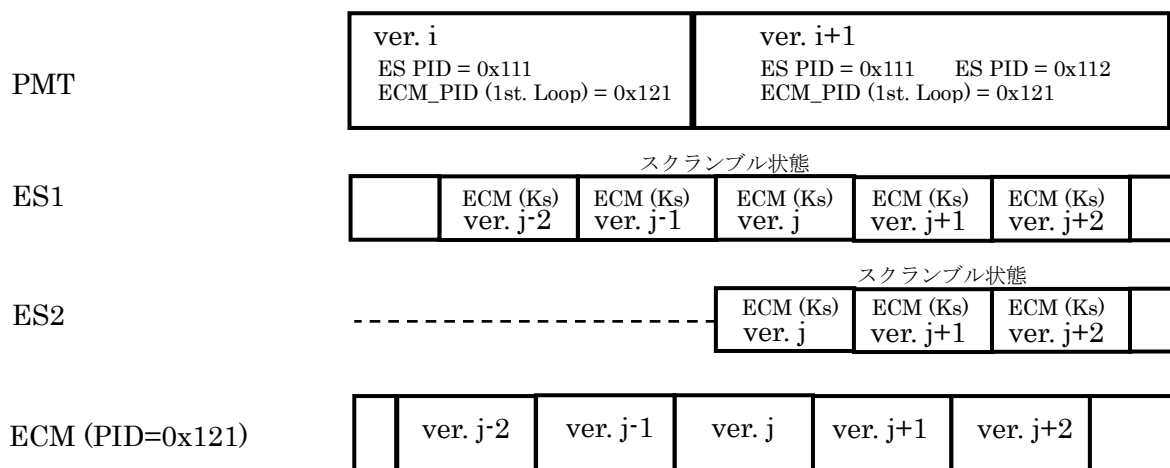 PMT
ver. i
ES PID = 0x111
ECM_PID (1st. Loop) = 0x121
ver. i+1
ES PID = 0x111 ES PID = 0x112
ECM_PID (1st. Loop) = 0x121
スクランブル状態
ES1
ECM (Ks)
ver. j-2
ECM (Ks)
ver. j-1
ECM (Ks)
ver. j
ECM (Ks)
ver. j+1
ECM (Ks)
ver. j+2
スクランブル状態
ES2
ECM (Ks)
ver. j
ECM (Ks)
ver. j+1
ECM (Ks)
ver. j+2
ECM (PID=0x121)
ver. j-2
ver. j-1
ver. j
ver. j+1
ver. j+2